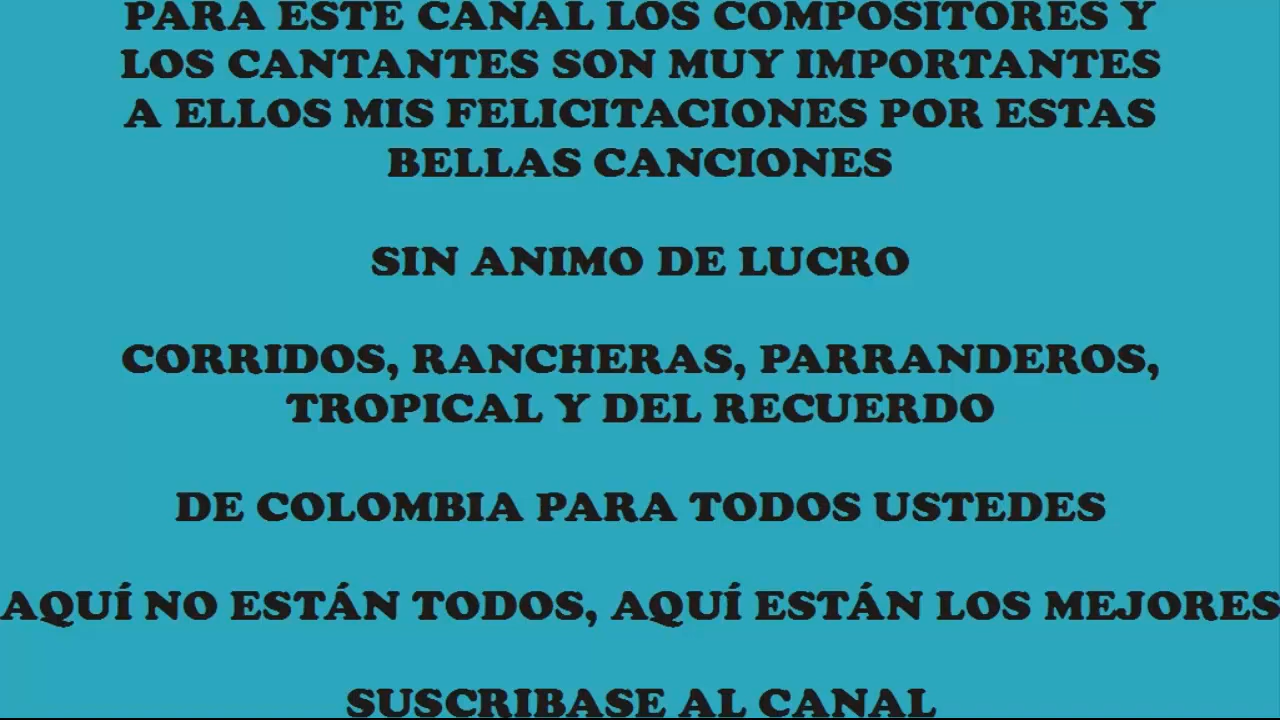 PARA ESTE CANAL LOS COMPOSITORES Y
LOS CANTANTES SON MUY IMPORTANTES
A ELLOS MIS FELICITACIONES POR ESTAS
BELLAS CANCIONES
SIN ANIMO DE LUCRO
CORRIDOS, RANCHERAS, PARRANDEROS,
TROPICAL Y DEL RECUERDO
DE COLOMBIA PARA TODOS USTEDES
AQUÍ NO ESTÁN TODOS, AQUÍ ESTÁN LOS MEJORES
SUSCRIBASE AL CANAL